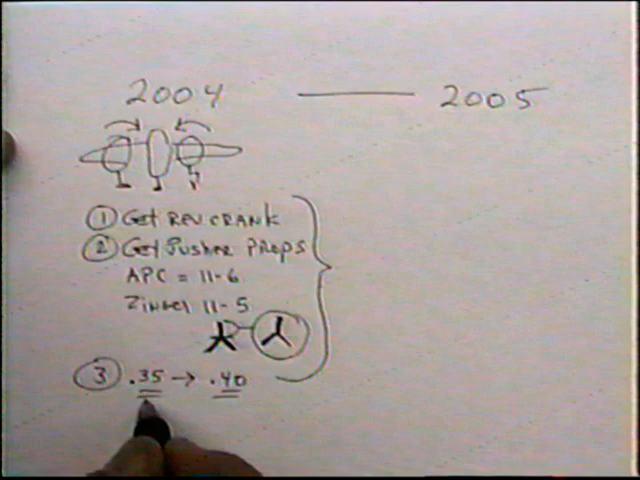 2004 — 2005
① Get Rev crank
② Get Pusher Props
APC = 11-6
Zinger 11-5
③ .35 → .40